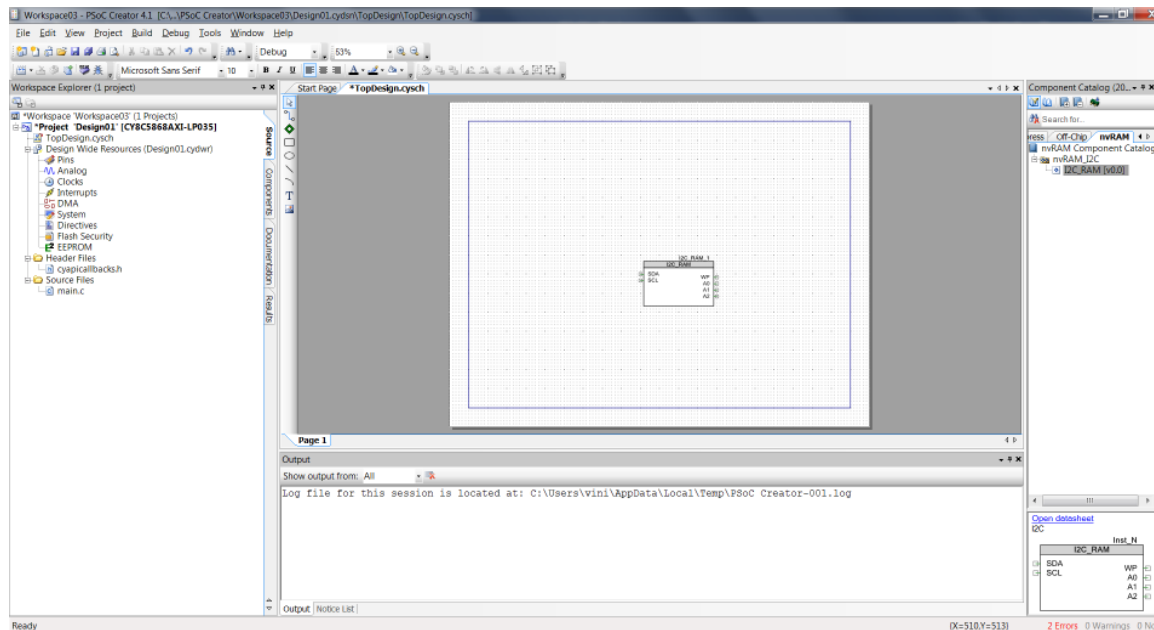 Workspace03 - PSoC Creator 4.1 [C:\...\PSoC Creator\Workspace03\Design01.cydsn\TopDesign\TopDesign.cysch]
File Edit View Project Build Debug Tools Window Help
Debug 53%
Microsoft Sans Serif 10 B I U
Workspace Explorer (1 project)
*Workspace 'Workspace03' (1 Projects)
*Project 'Design01' [CY8C5868AXI-LP035]
TopDesign.cysch
Design Wide Resources (Design01.cydwr)
Pins
Analog
Clocks
Interrupts
DMA
System
Directives
Flash Security
EEPROM
Header Files
cyapicallbacks.h
Source Files
main.c
Source
Components
Documentation
Results
Start Page *TopDesign.cysch
I2C_RAM_1
I2C_RAM
SDA
SCL
WP
A0
A1
A2
Page 1
Output
Show output from: All
Log file for this session is located at: C:\Users\vini\AppData\Local\Temp\PSoC Creator-001.log
Output Notice List
Component Catalog (20...
Search for...
ress Off-Chip nvRAM
nvRAM Component Catalog
nvRAM_I2C
I2C_RAM [v0.0]
Open datasheet
I2C
Inst_N
I2C_RAM
SDA
SCL
WP
A0
A1
A2
Ready (X=510,Y=513) 2 Errors 0 Warnings 0 No